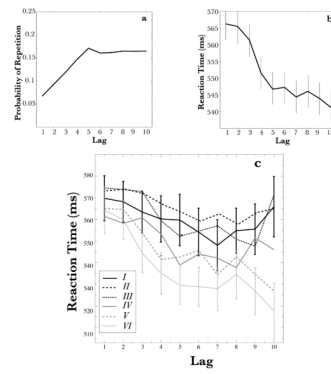 a
0.25
0.2
0.15
0.1
0.05
Probability of Repetition
1 2 3 4 5 6 7 8 9 10
Lag
b
570
565
560
555
550
545
540
Reaction Time (ms)
1 2 3 4 5 6 7 8 9 10
Lag
c
580
570
560
550
540
530
520
510
Reaction Time (ms)
I
II
III
IV
V
VI
1 2 3 4 5 6 7 8 9 10
Lag